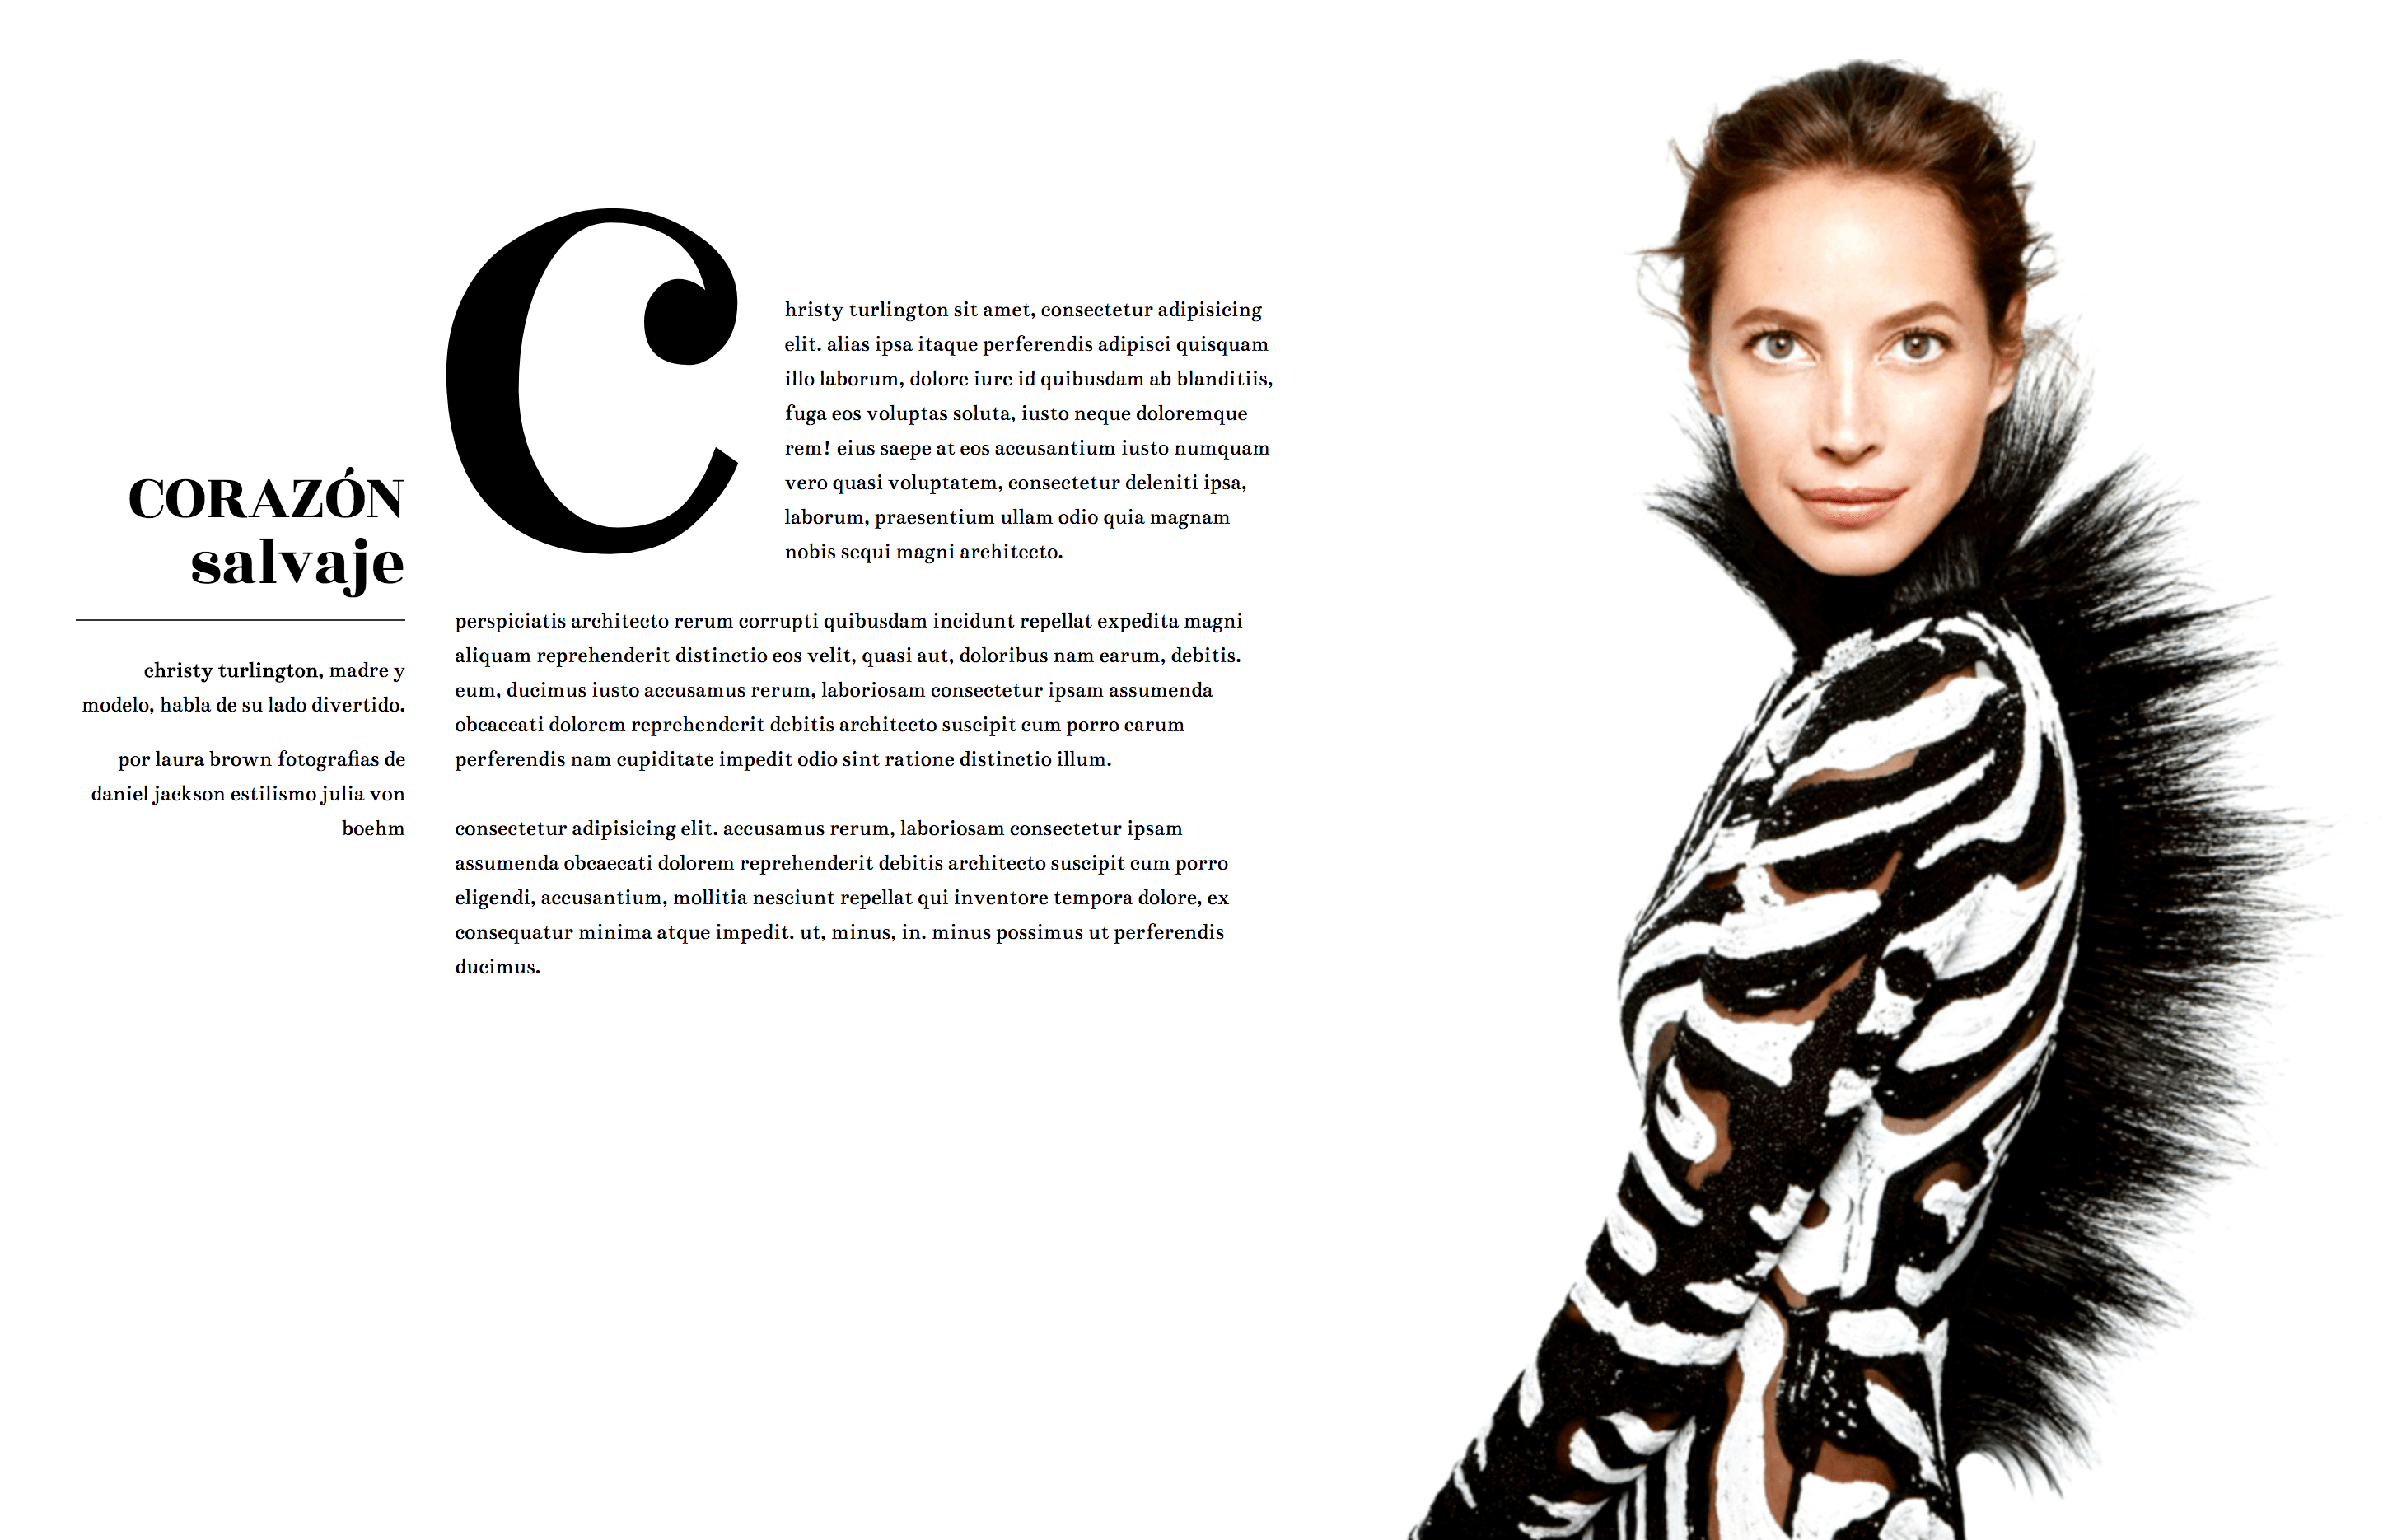 CORAZÓN
salvaje
christy turlington, madre y
modelo, habla de su lado divertido.
por laura brown fotografias de
daniel jackson estilismo julia von
boehm
C
hristy turlington sit amet, consectetur adipisicing
elit. alias ipsa itaque perferendis adipisci quisquam
illo laborum, dolore iure id quibusdam ab blanditiis,
fuga eos voluptas soluta, iusto neque doloremque
rem! eius saepe at eos accusantium iusto numquam
vero quasi voluptatem, consectetur deleniti ipsa,
laborum, praesentium ullam odio quia magnam
nobis sequi magni architecto.
perspiciatis architecto rerum corrupti quibusdam incidunt repellat expedita magni
aliquam reprehenderit distinctio eos velit, quasi aut, doloribus nam earum, debitis.
eum, ducimus iusto accusamus rerum, laboriosam consectetur ipsam assumenda
obcaecati dolorem reprehenderit debitis architecto suscipit cum porro earum
perferendis nam cupiditate impedit odio sint ratione distinctio illum.
consectetur adipisicing elit. accusamus rerum, laboriosam consectetur ipsam
assumenda obcaecati dolorem reprehenderit debitis architecto suscipit cum porro
eligendi, accusantium, mollitia nesciunt repellat qui inventore tempora dolore, ex
consequatur minima atque impedit. ut, minus, in. minus possimus ut perferendis
ducimus.